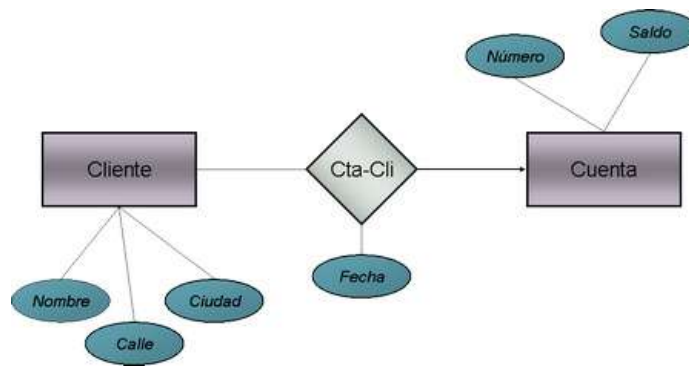 Saldo
Número
Cliente
Cta-Cli
Cuenta
Nombre
Calle
Ciudad
Fecha